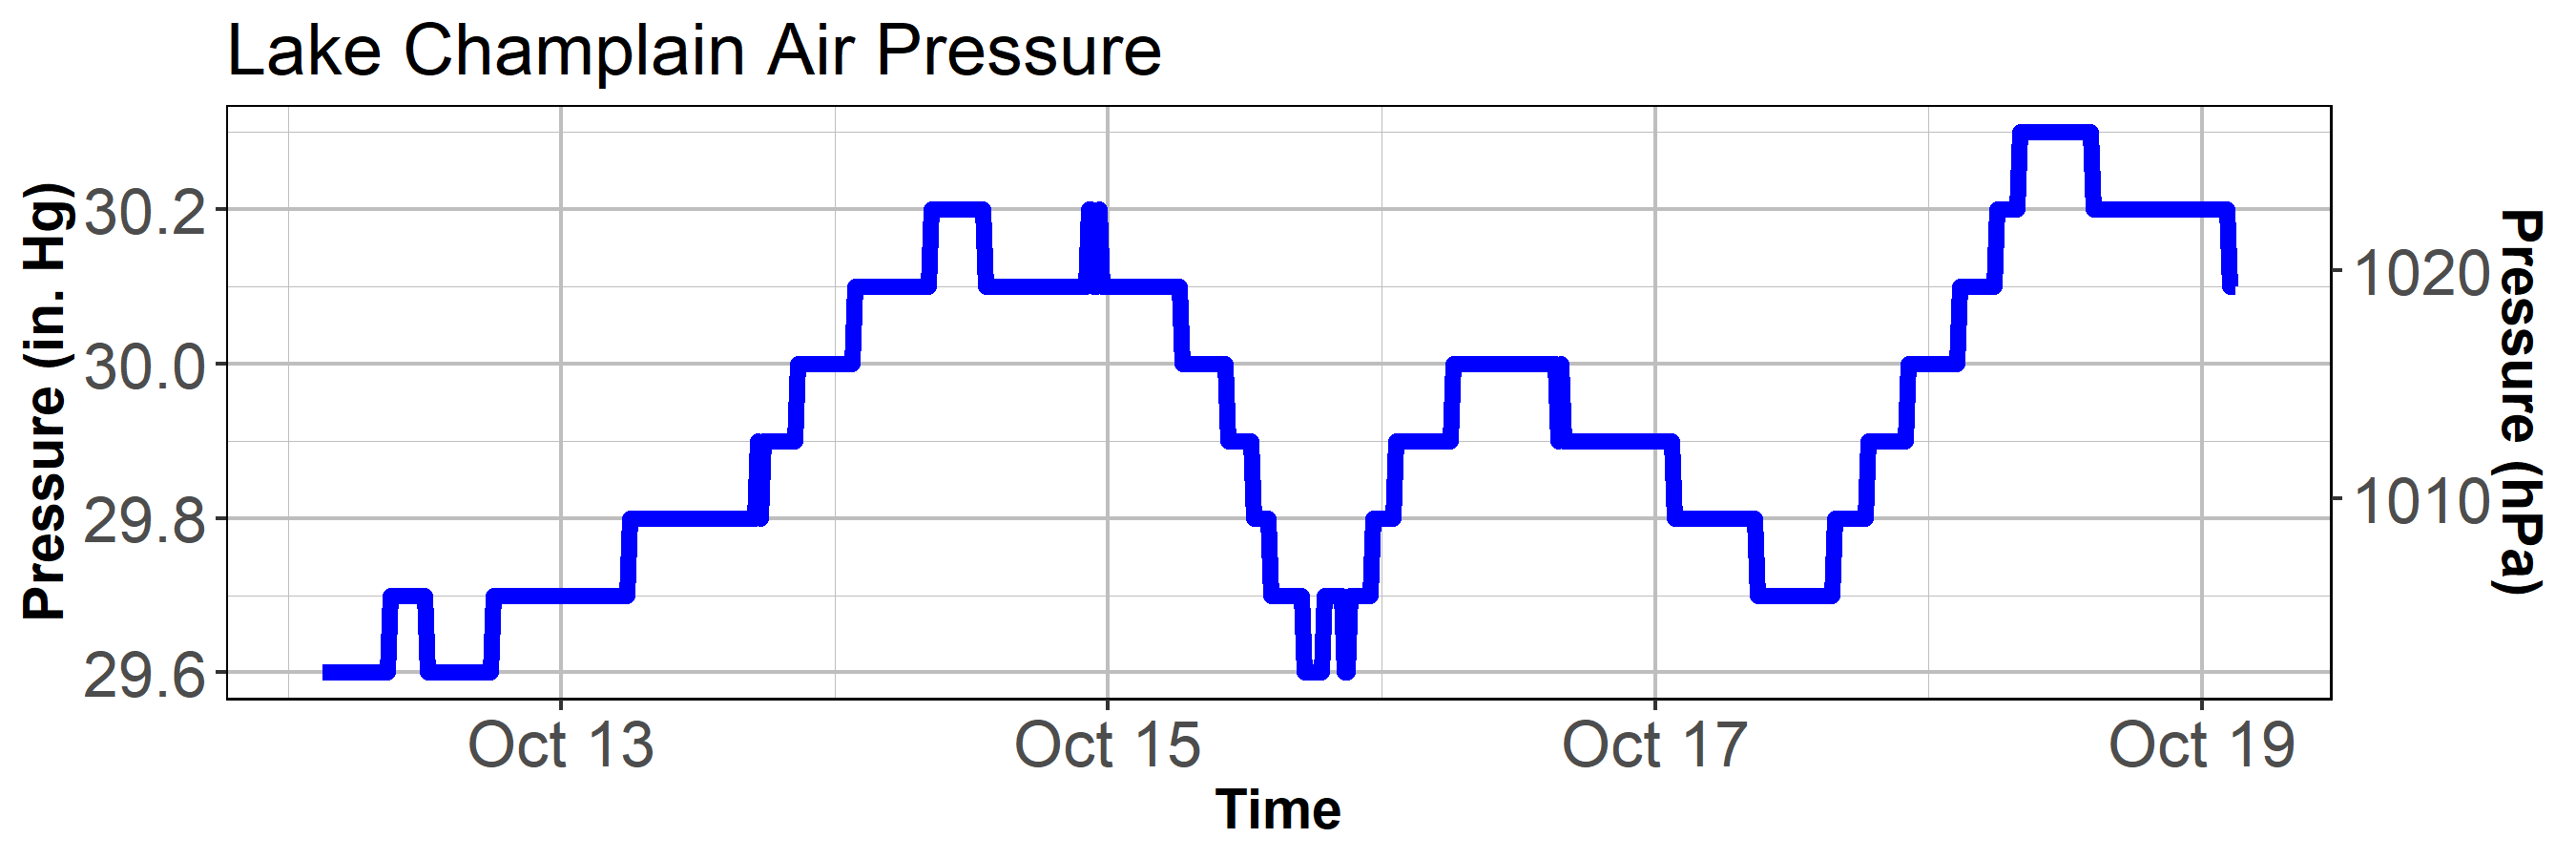 Lake Champlain Air Pressure
Pressure (in. Hg)
30.2
30.0
29.8
29.6
1020
1010
Pressure (hPa)
Oct 13 Oct 15 Oct 17 Oct 19
Time